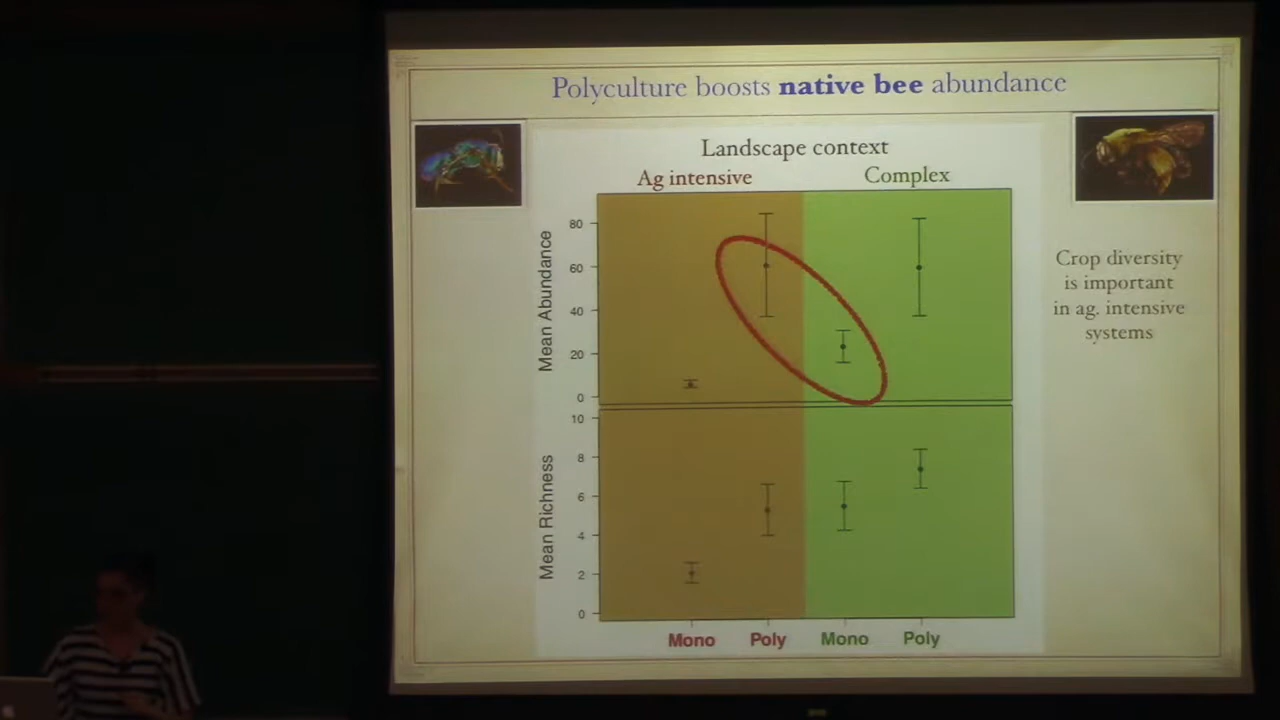 Polyculture boosts native bee abundance
Landscape context
Ag intensive
Complex
Mean Abundance
80
60
40
20
0
Crop diversity
is important
in ag. intensive
systems
Mean Richness
10
8
6
4
2
0
Mono
Poly
Mono
Poly